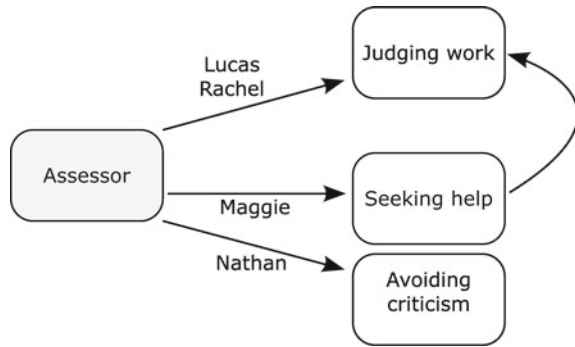 Judging work
Lucas
Rachel
Assessor
Seeking help
Maggie
Nathan
Avoiding
criticism